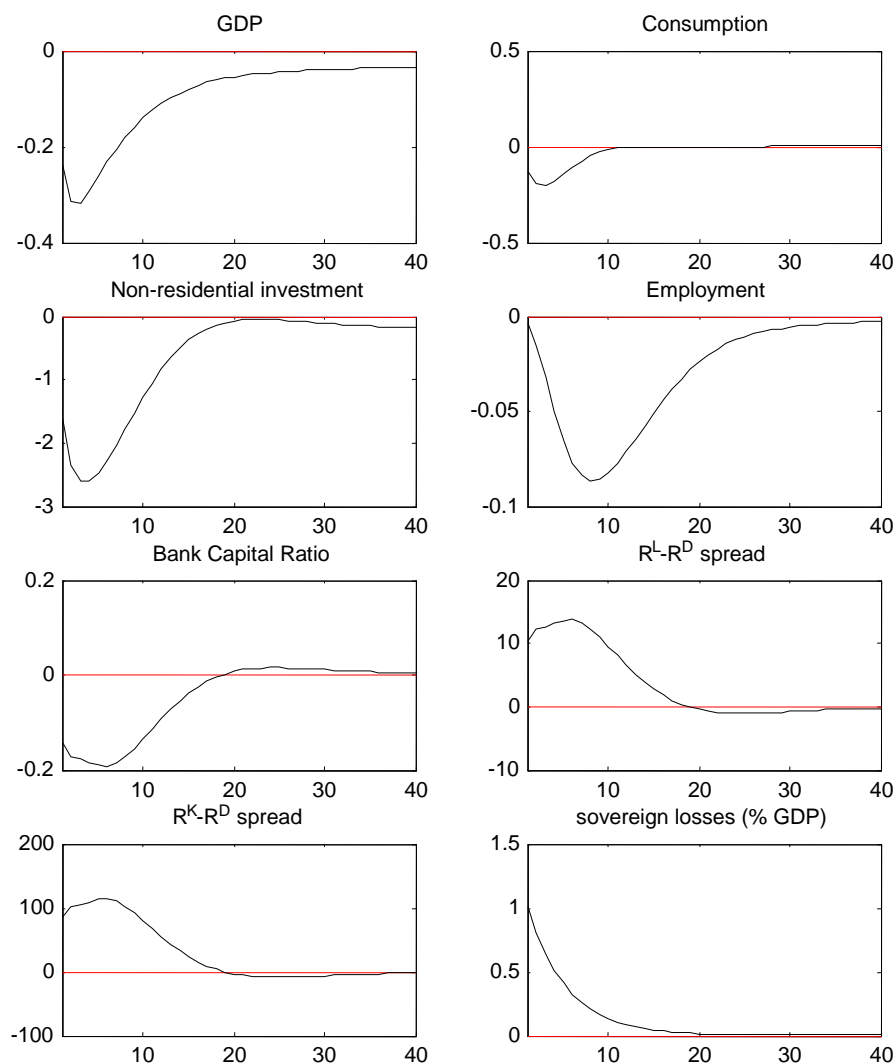 GDP
Consumption
0
-0.2
-0.4
10 20 30 40
0.5
0
-0.5
10 20 30 40
Non-residential investment
Employment
0
-1
-2
-3
10 20 30 40
0
-0.05
-0.1
10 20 30 40
Bank Capital Ratio
R^L-R^D spread
0.2
0
-0.2
10 20 30 40
20
10
0
-10
10 20 30 40
R^K-R^D spread
sovereign losses (% GDP)
200
100
0
-100
10 20 30 40
1.5
1
0.5
0
10 20 30 40